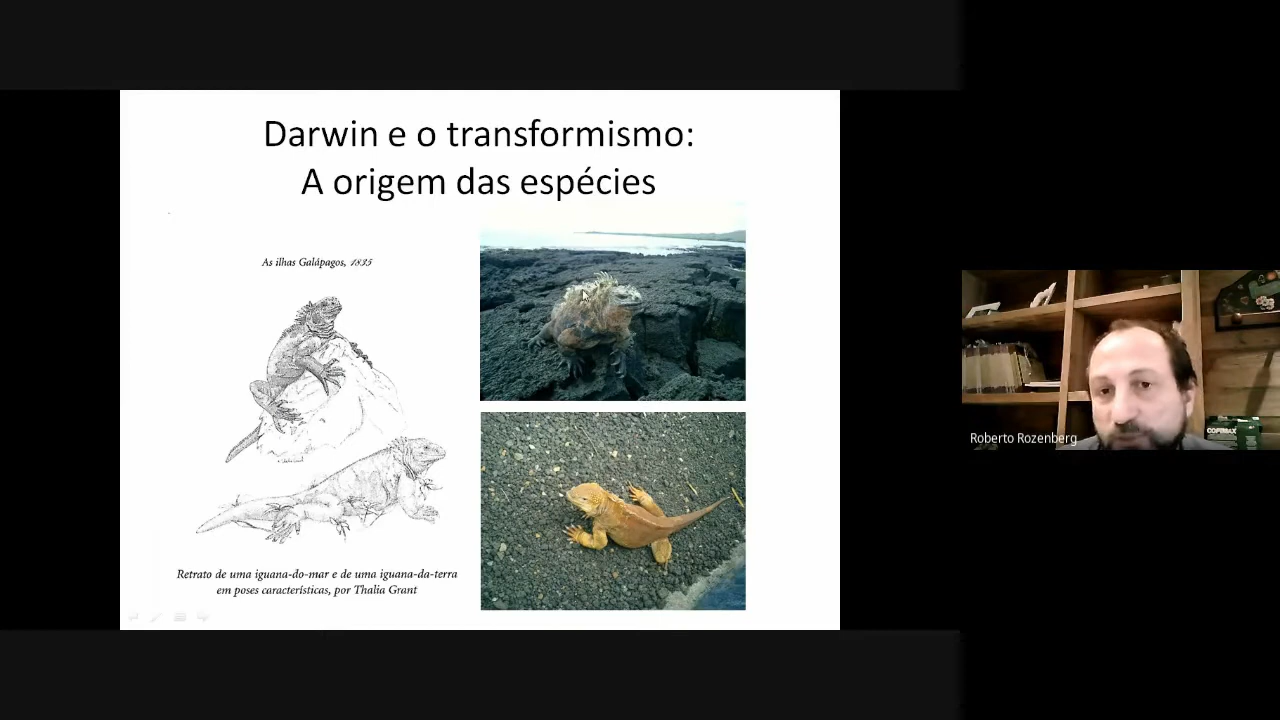 Darwin e o transformismo:
A origem das espécies
As ilhas Galápagos, 1835
Retrato de uma iguana-do-mar e de uma iguana-da-terra
em poses características, por Thalia Grant
Roberto Rozenberg